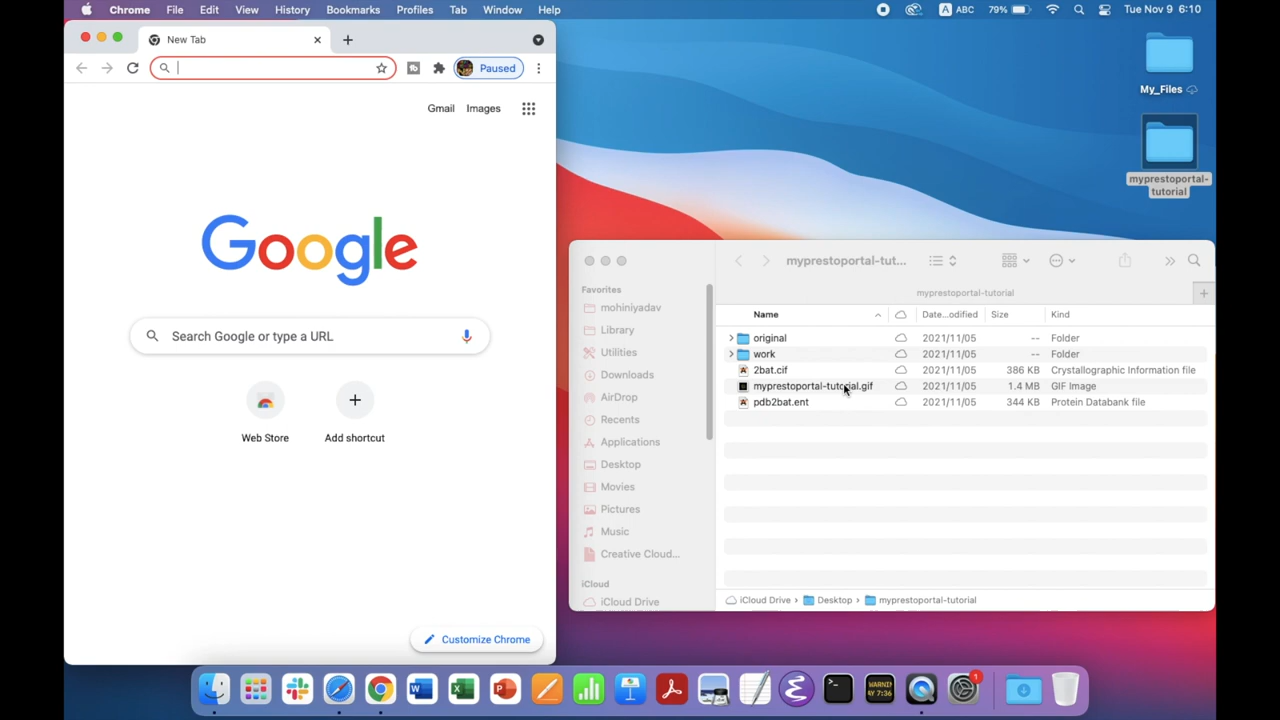 Chrome File Edit View History Bookmarks Profiles Tab Window Help A ABC 79% Tue Nov 9 6:10
New Tab
Paused
Gmail Images
Google
Search Google or type a URL
Web Store Add shortcut
Customize Chrome
My_Files
myprestoportal-
tutorial
myprestoportal-tut...
myprestoportal-tutorial
Favorites
mohiniyadav
Library
Utilities
Downloads
AirDrop
Recents
Applications
Desktop
Movies
Pictures
Music
Creative Cloud...
iCloud
iCloud Drive
Name Date...odified Size Kind
original 2021/11/05 -- Folder
work 2021/11/05 -- Folder
2bat.cif 2021/11/05 386 KB Crystallographic Information file
myprestoportal-tutorial.gif 2021/11/05 1.4 MB GIF Image
pdb2bat.ent 2021/11/05 344 KB Protein Databank file
iCloud Drive › Desktop › myprestoportal-tutorial
WARNIN
AY 7:36
1